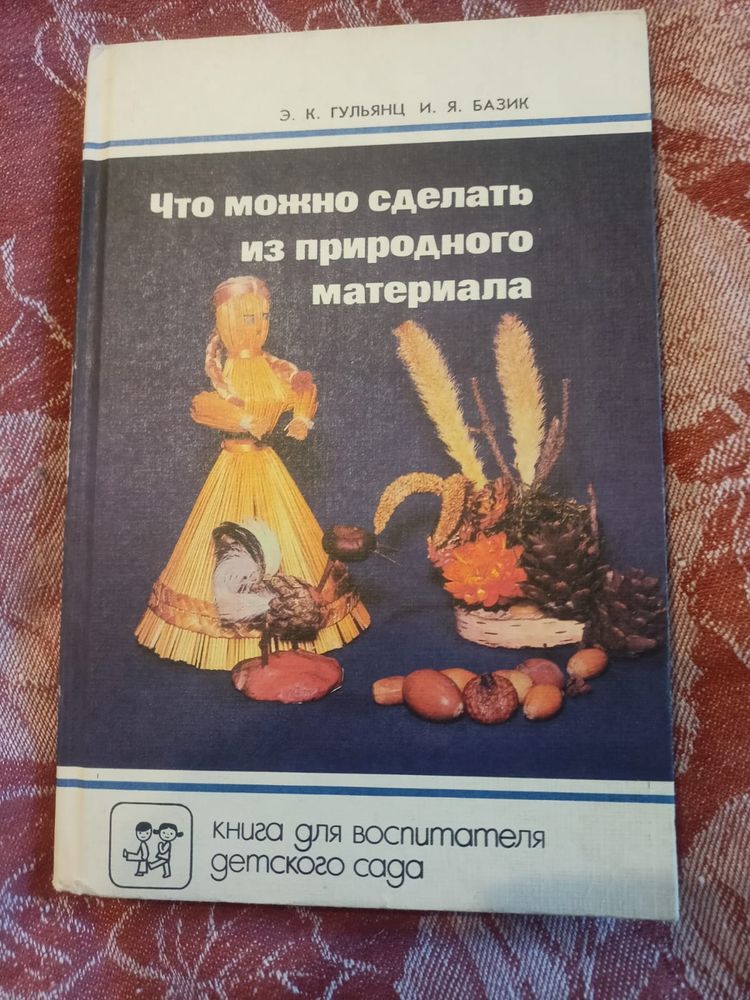 Э. К. ГУЛЬЯНЦ И. Я. БАЗИК
Что можно сделать
из природного
материала
книга для воспитателя
детского сада